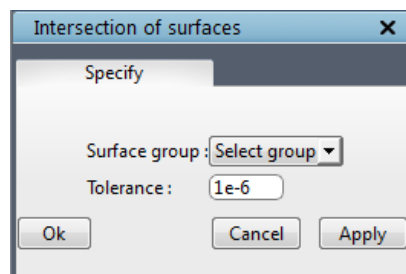 Intersection of surfaces
Specify
Surface group : Select group
Tolerance : 1e-6
Ok Cancel Apply